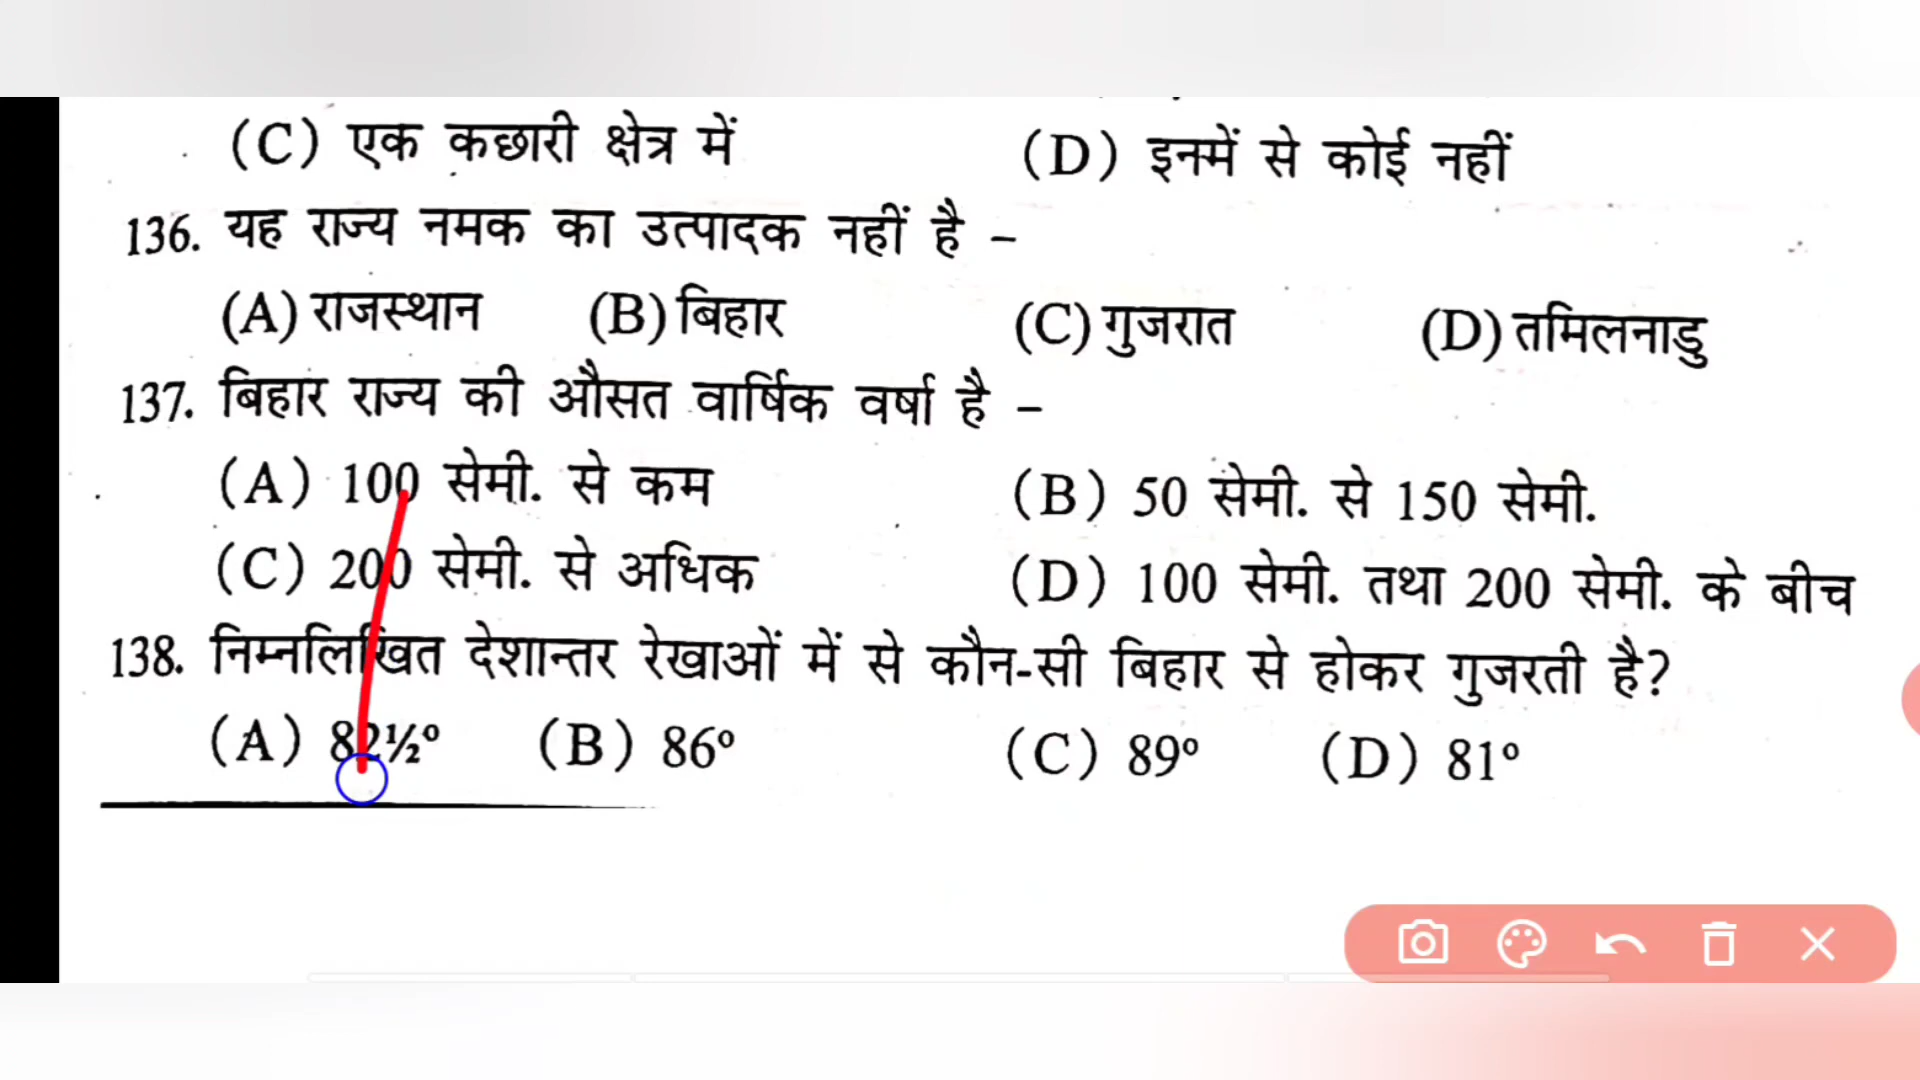 (C) एक कछारी क्षेत्र में (D) इनमें से कोई नहीं
136. यह राज्य नमक का उत्पादक नहीं है –
(A) राजस्थान (B) बिहार (C) गुजरात (D) तमिलनाडु
137. बिहार राज्य की औसत वार्षिक वर्षा है –
(A) 100 सेमी. से कम (B) 50 सेमी. से 150 सेमी.
(C) 200 सेमी. से अधिक (D) 100 सेमी. तथा 200 सेमी. के बीच
138. निम्नलिखित देशान्तर रेखाओं में से कौन-सी बिहार से होकर गुजरती है?
(A) 82½° (B) 86° (C) 89° (D) 81°